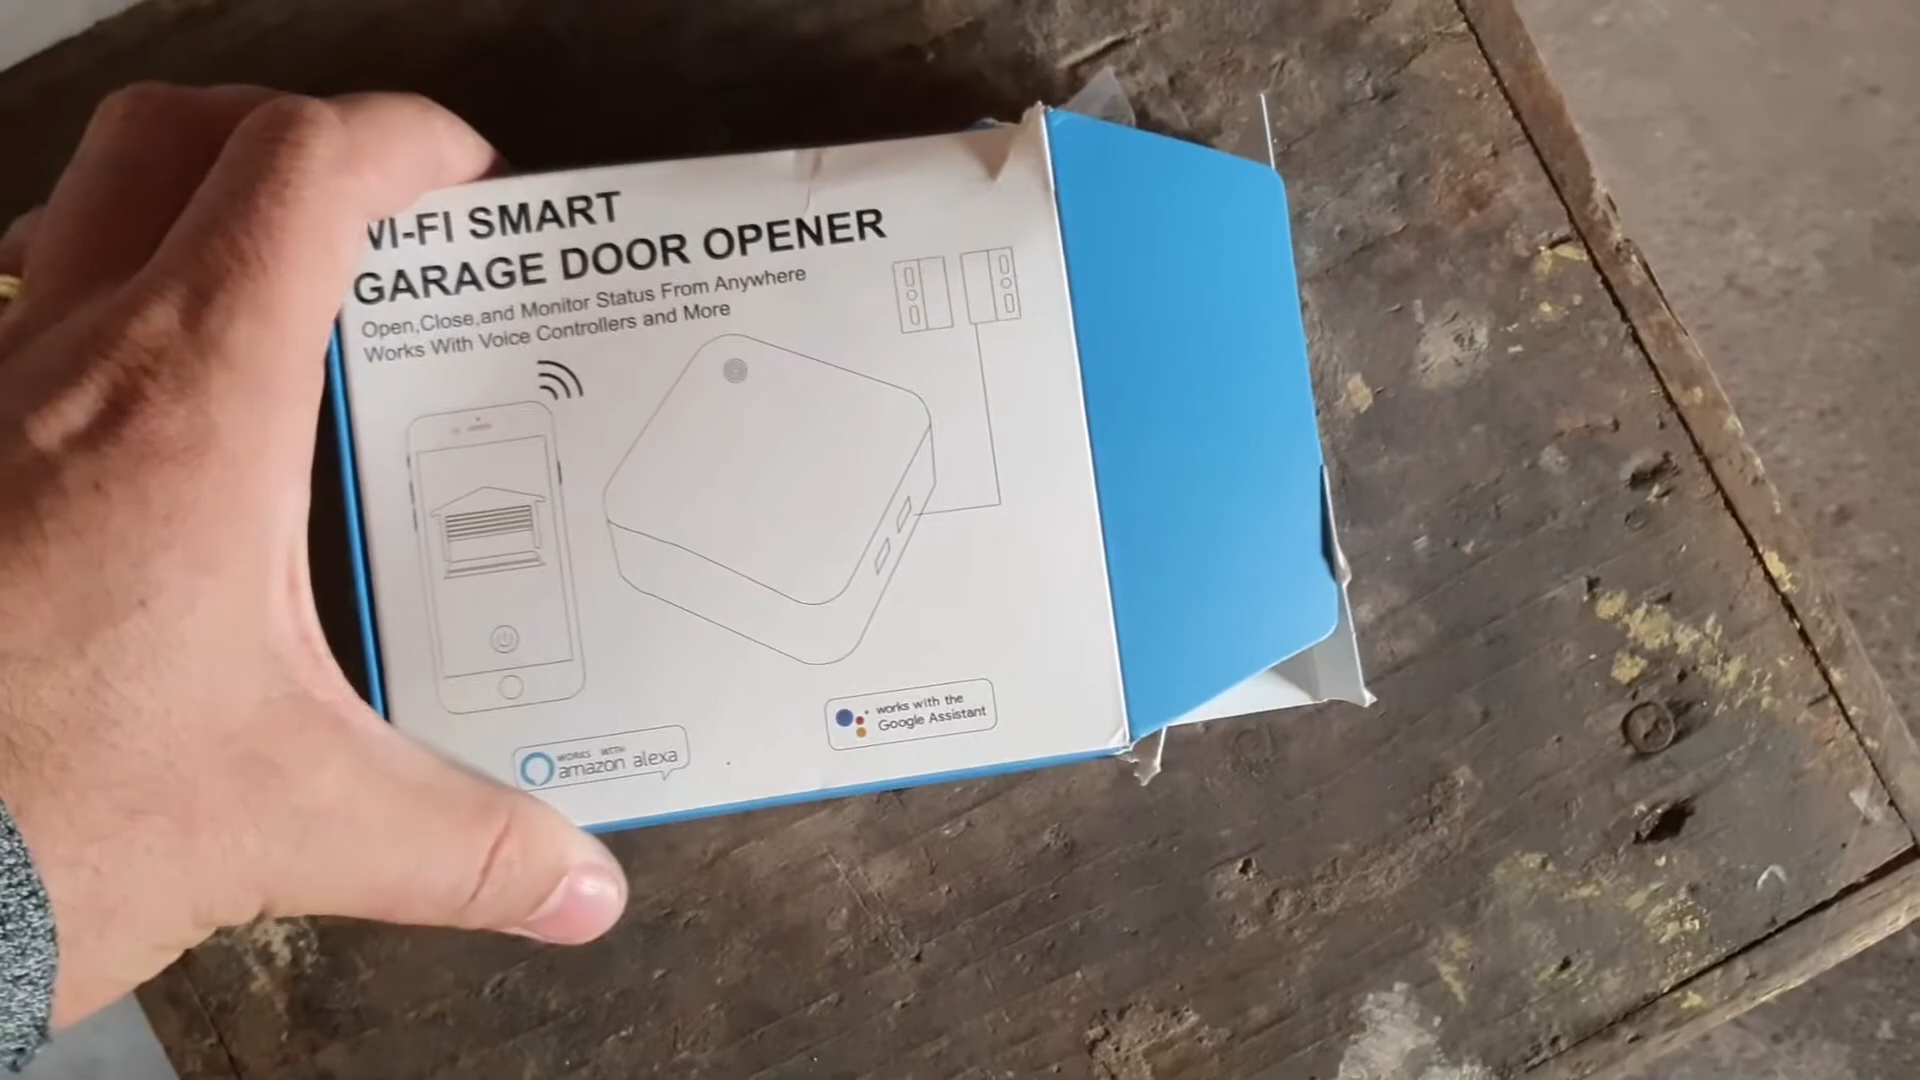 WI-FI SMART
GARAGE DOOR OPENER
Open,Close,and Monitor Status From Anywhere
Works With Voice Controllers and More
WORKS WITH
amazon alexa
works with the
Google Assistant